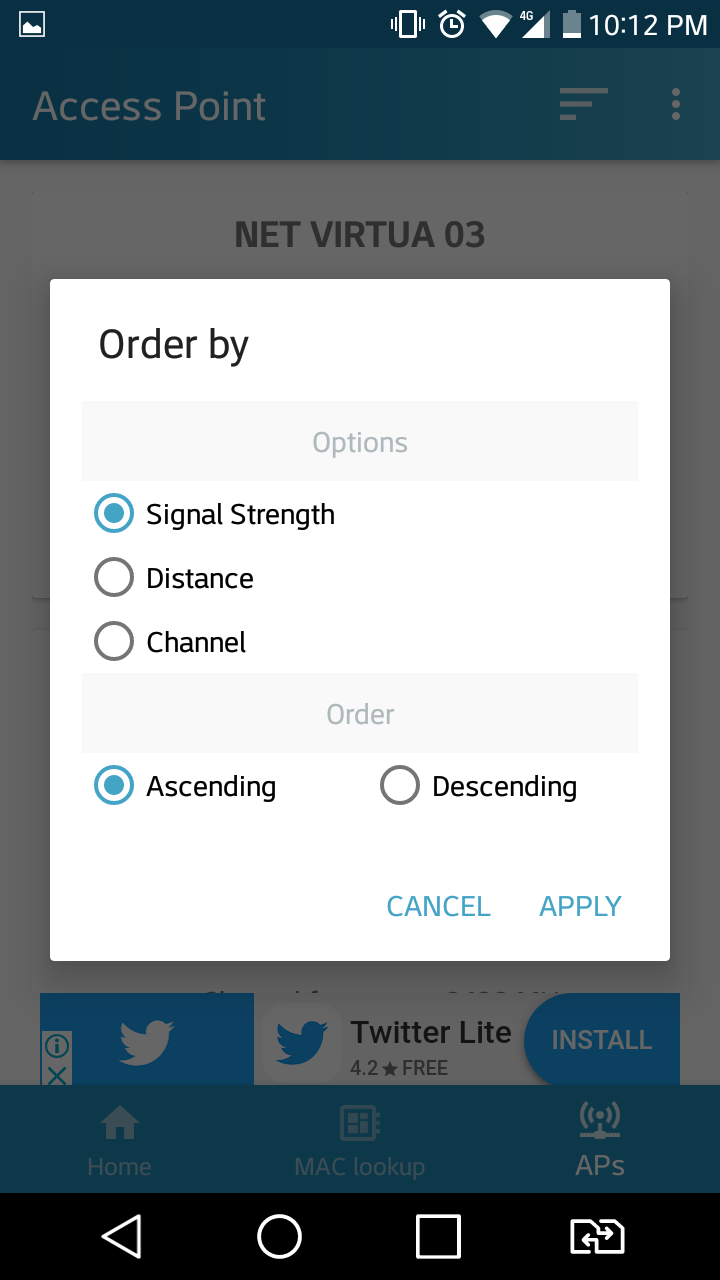 4G 10:12 PM
Access Point
NET VIRTUA 03
Order by
Options
Signal Strength
Distance
Channel
Order
Ascending
Descending
CANCEL
APPLY
Twitter Lite
4.2★FREE
INSTALL
Home
MAC lookup
APs